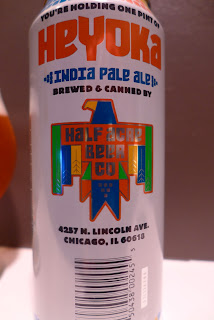 YOU'RE HOLDING ONE PINT OF
HEYOKA
INDIA PALE ALE
BREWED & CANNED BY
HALF ACRE
BEER
CO
4257 N. LINCOLN AVE.
CHICAGO, IL 60618